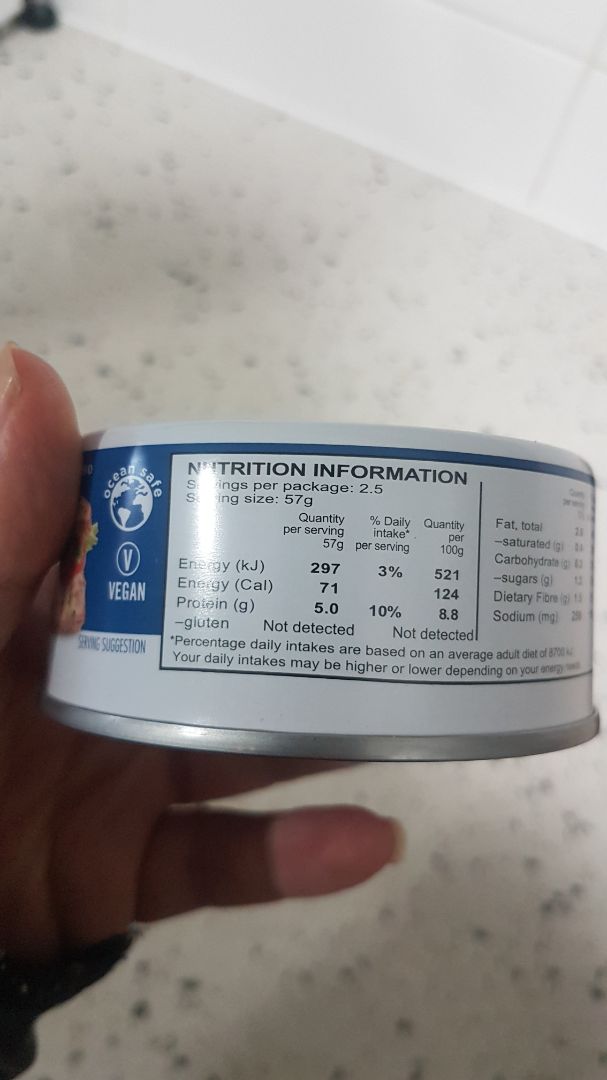 ocean safe
V
VEGAN
SERVING SUGGESTION
NUTRITION INFORMATION
Servings per package: 2.5
Serving size: 57g
Quantity per serving 57g
% Daily intake* per serving
Quantity per 100g
Energy (kJ) 297 3% 521
Energy (Cal) 71 124
Protein (g) 5.0 10% 8.8
–gluten Not detected Not detected
*Percentage daily intakes are based on an average adult diet of 8700 kJ
Your daily intakes may be higher or lower depending on your energy needs
Fat, total
–saturated (g)
Carbohydrate (g)
–sugars (g)
Dietary Fibre (g)
Sodium (mg)